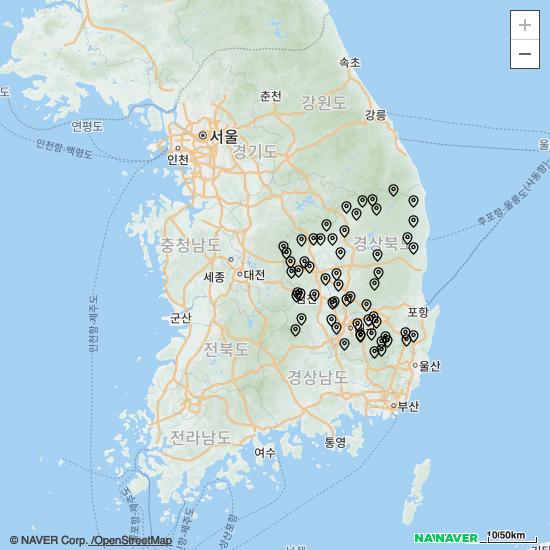 +
−
속초
춘천
강원도
강릉
도
연평도
서울
인천항-백령도
인천
경기도
울
후포항-울릉도(사동항)
충청남도
경상북도
세종
대전
인천항-제주도
김천
군산
포항
전북도
경상남도
울산
부산
전라남도
여수
통영
© NAVER Corp. /OpenStreetMap
NAVER
10/50km